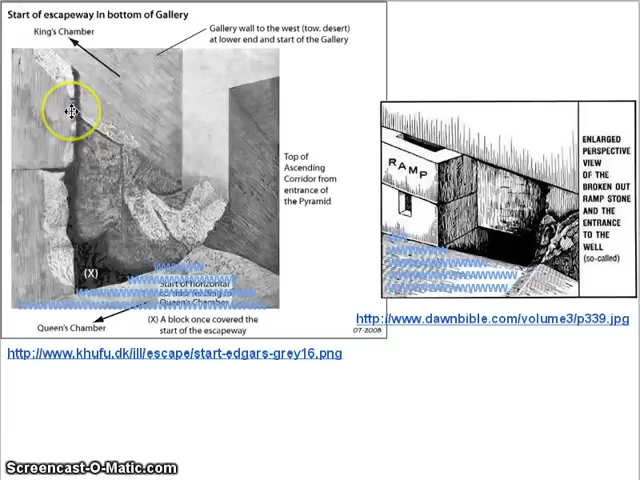 Start of escapeway in bottom of Gallery
King's Chamber
Gallery wall to the west (tow. desert)
at lower end and start of the Gallery
Top of
Ascending
Corridor from
entrance of
the Pyramid
(X)
Start of horizontal
Queen's Chamber
Queen's Chamber
(X) A block once covered the
start of the escapeway
07-2008
RAMP
ENLARGED
PERSPECTIVE
VIEW
OF THE
BROKEN OUT
RAMP STONE
AND THE
ENTRANCE
TO THE
WELL
(so-called)
http://www.dawnbible.com/volume3/p339.jpg
http://www.khufu.dk/ill/escape/start-edgars-grey16.png
Screencast-O-Matic.com